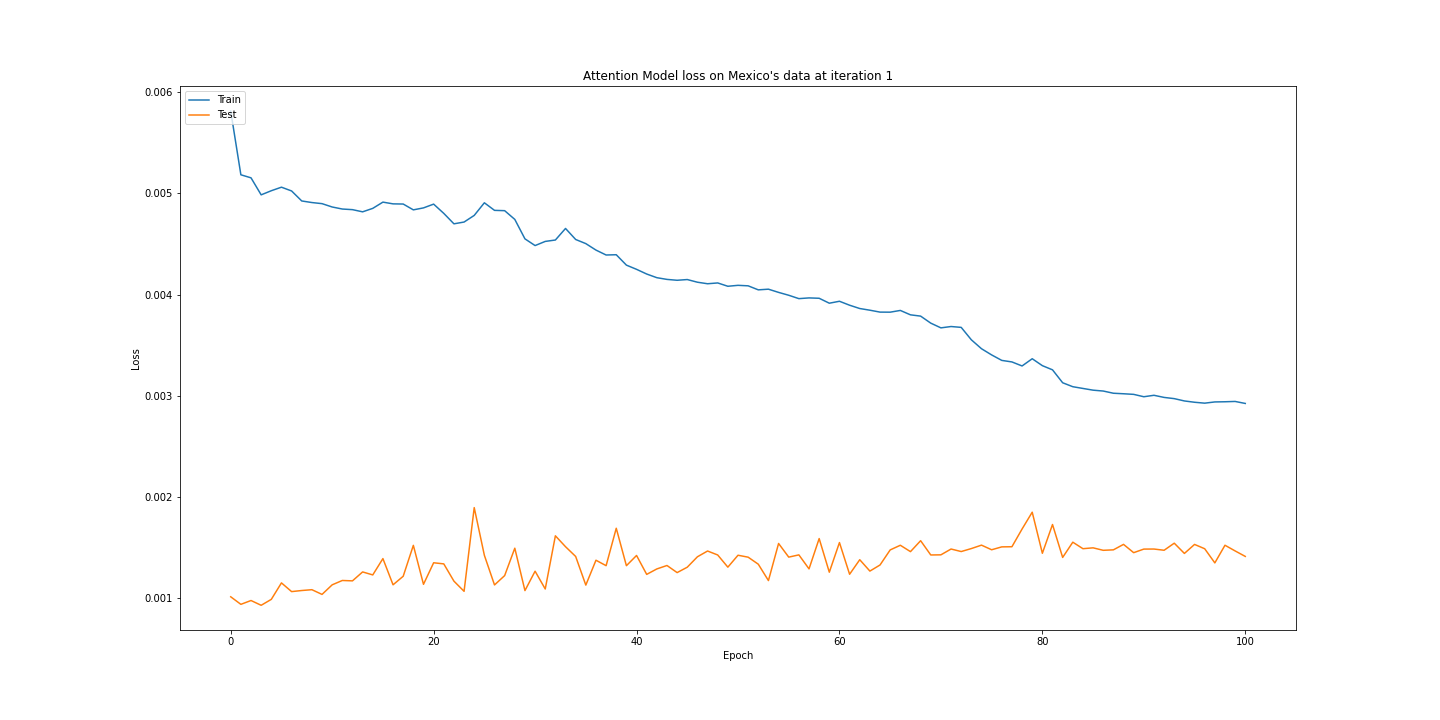 Attention Model loss on Mexico's data at iteration 1
Train
Test
0.006
0.005
0.004
0.003
0.002
0.001
Loss
0 20 40 60 80 100
Epoch